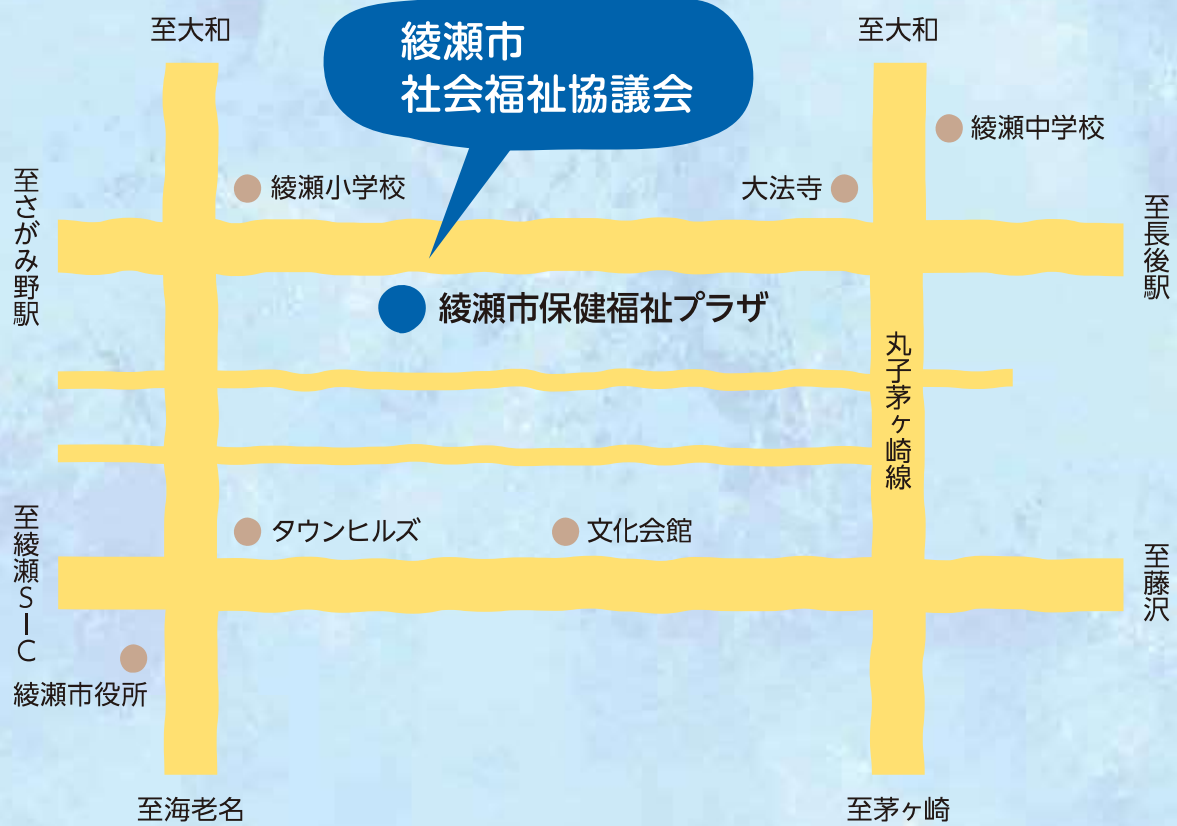 至大和
綾瀬市
社会福祉協議会
至大和
綾瀬中学校
綾瀬小学校
大法寺
至さがみ野駅
至長後駅
綾瀬市保健福祉プラザ
丸子茅ヶ崎線
タウンヒルズ
文化会館
至綾瀬SIC
至藤沢
綾瀬市役所
至海老名
至茅ヶ崎